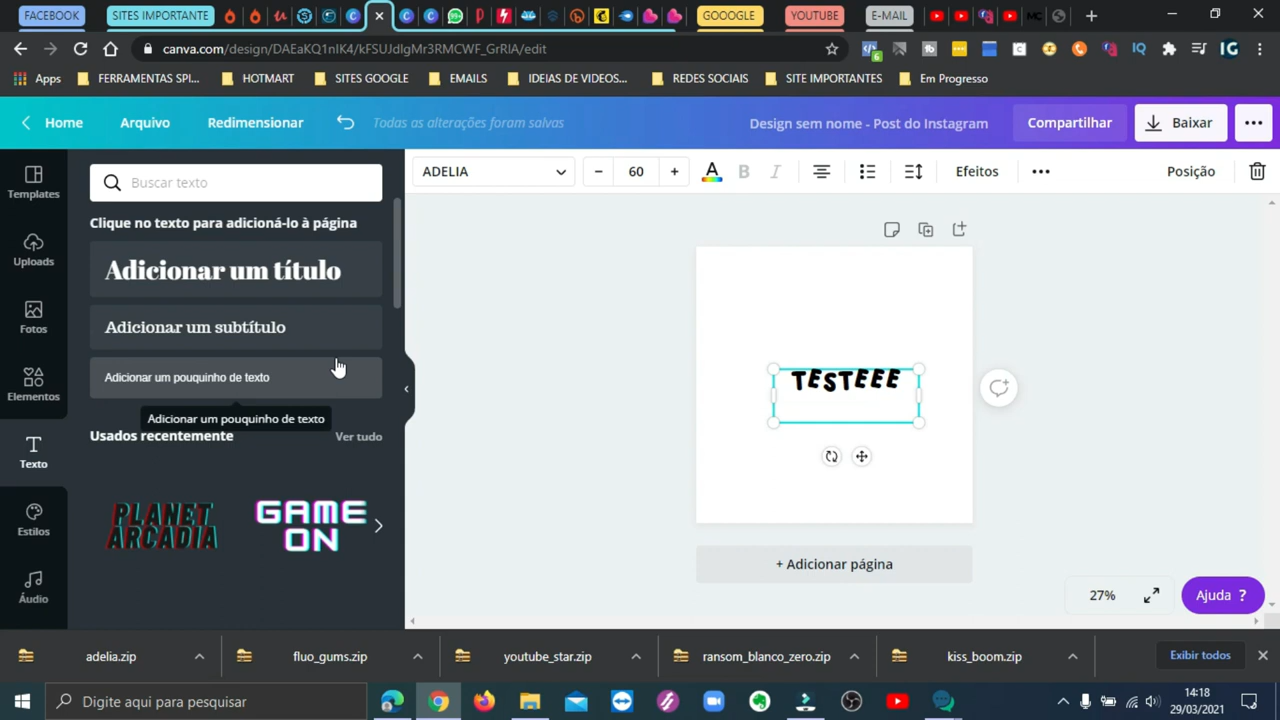 FACEBOOK
SITES IMPORTANTE
99+
GOOOGLE
YOUTUBE
E-MAIL
canva.com/design/DAEaKQ1nIK4/kFSUJdIgMr3RMCWF_GrRIA/edit
6
IQ
IG
Apps
FERRAMENTAS SPI...
HOTMART
SITES GOOGLE
EMAILS
IDEIAS DE VIDEOS...
REDES SOCIAIS
SITE IMPORTANTES
Em Progresso
Home
Arquivo
Redimensionar
Todas as alterações foram salvas
Design sem nome - Post do Instagram
Compartilhar
Baixar
Templates
Uploads
Fotos
Elementos
Texto
Estilos
Áudio
Buscar texto
Clique no texto para adicioná-lo à página
Adicionar um título
Adicionar um subtítulo
Adicionar um pouquinho de texto
Adicionar um pouquinho de texto
Usados recentemente
Ver tudo
PLANET
ARCADIA
GAME
ON
ADELIA
60
A
B
I
Efeitos
Posição
TESTEEE
+ Adicionar página
27%
Ajuda ?
adelia.zip
fluo_gums.zip
youtube_star.zip
ransom_blanco_zero.zip
kiss_boom.zip
Exibir todos
Digite aqui para pesquisar
14:18
29/03/2021